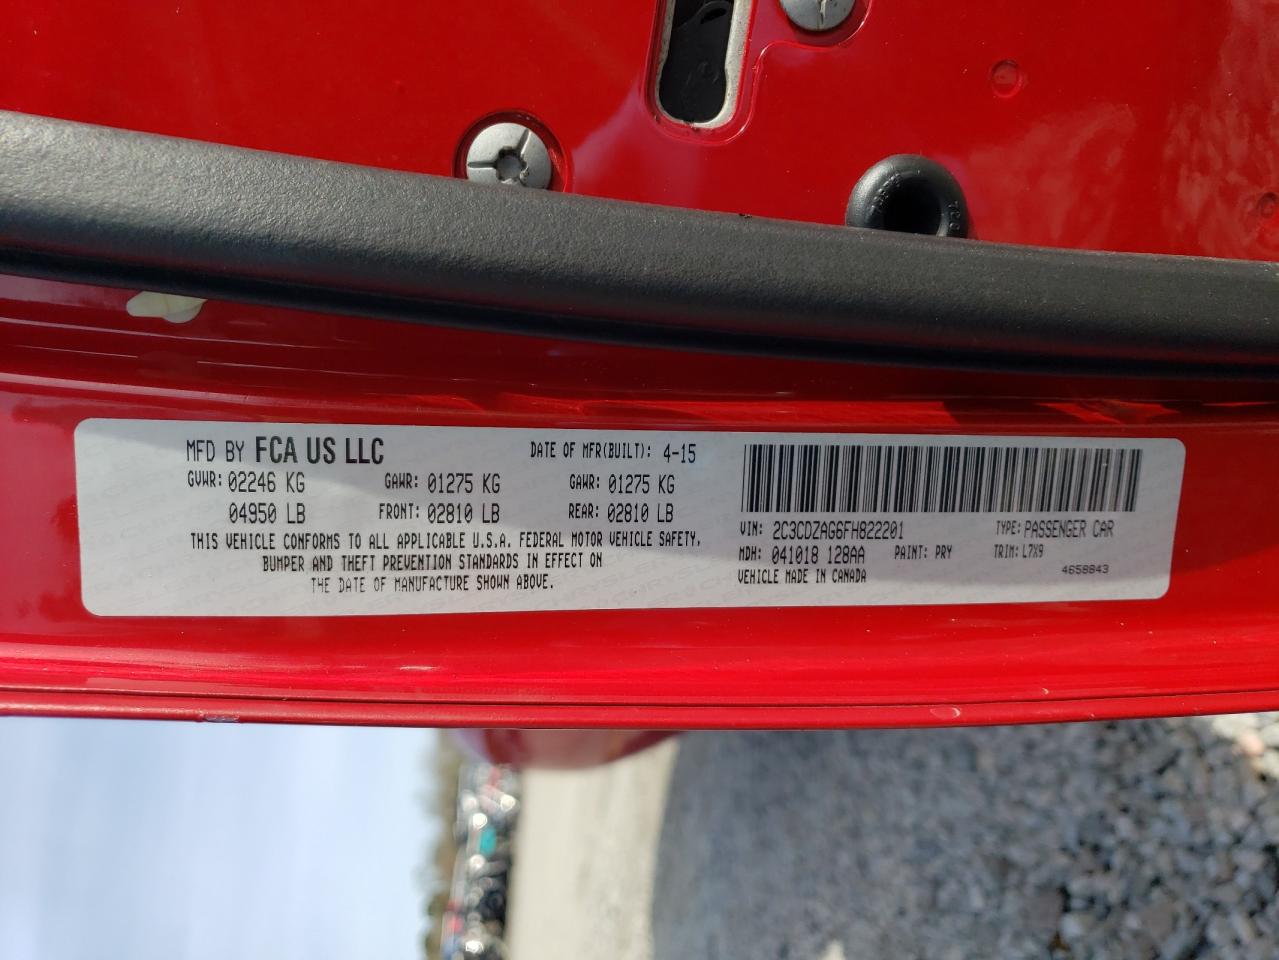 MFD BY FCA US LLC DATE OF MFR(BUILT): 4-15
GVWR: 02246 KG GAWR: 01275 KG GAWR: 01275 KG
04950 LB FRONT: 02810 LB REAR: 02810 LB
THIS VEHICLE CONFORMS TO ALL APPLICABLE U.S.A. FEDERAL MOTOR VEHICLE SAFETY,
BUMPER AND THEFT PREVENTION STANDARDS IN EFFECT ON
THE DATE OF MANUFACTURE SHOWN ABOVE.
VIN: 2C3CDZAG6FH822201 TYPE: PASSENGER CAR
MDH: 041018 128AA PAINT: PRY TRIM: L7X9
VEHICLE MADE IN CANADA 4658843